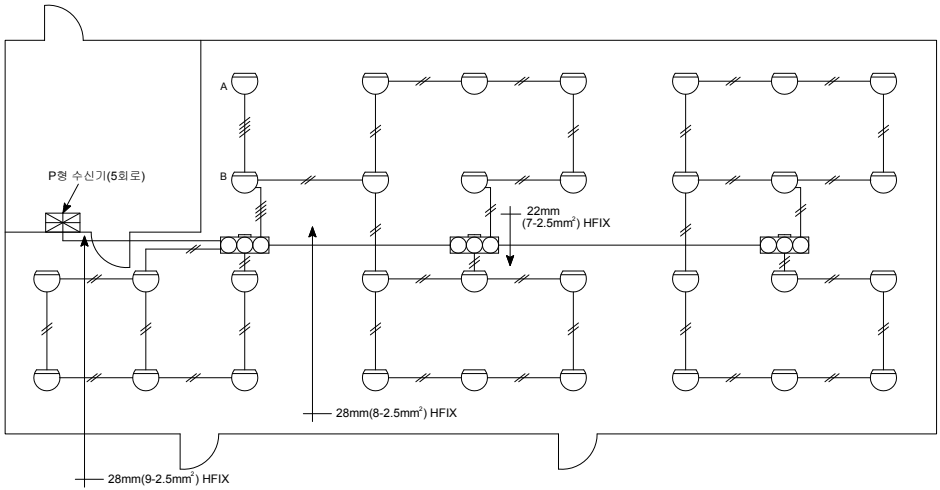 A
P형 수신기(5회로)
B
22mm
(7-2.5mm²) HFIX
28mm(8-2.5mm²) HFIX
28mm(9-2.5mm²) HFIX